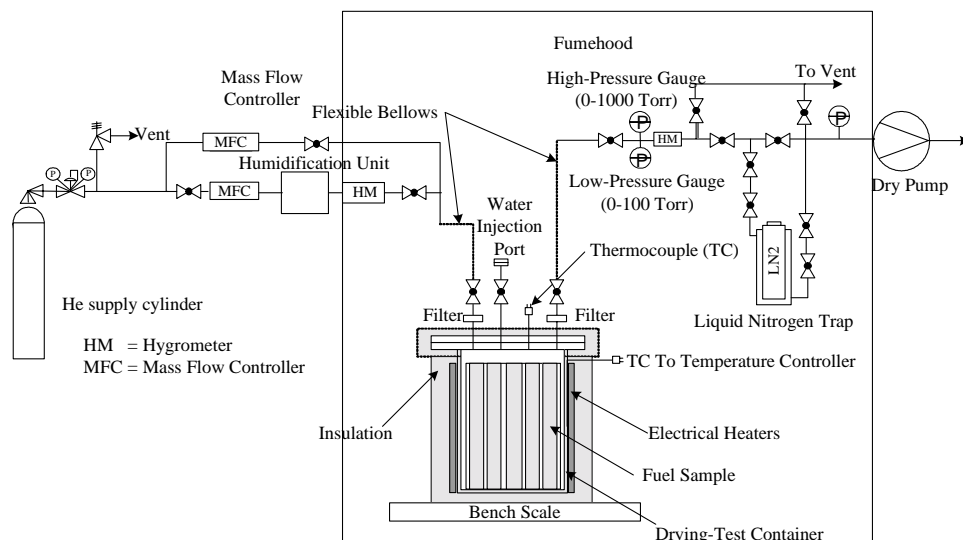 Fumehood
To Vent
High-Pressure Gauge
(0-1000 Torr)
Mass Flow
Controller
Flexible Bellows
Vent
MFC
P
P
P
HM
P
P
Humidification Unit
MFC
HM
Low-Pressure Gauge
(0-100 Torr)
Dry Pump
Water
Injection
Port
Thermocouple (TC)
LN2
He supply cylinder
Filter
Filter
Liquid Nitrogen Trap
HM = Hygrometer
MFC = Mass Flow Controller
TC To Temperature Controller
Insulation
Electrical Heaters
Fuel Sample
Bench Scale
Drying-Test Container